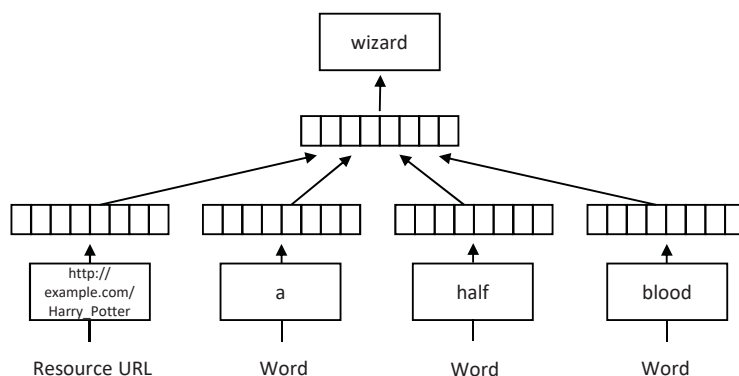 wizard
http://
example.com/
Harry_Potter
a
half
blood
Resource URL
Word
Word
Word